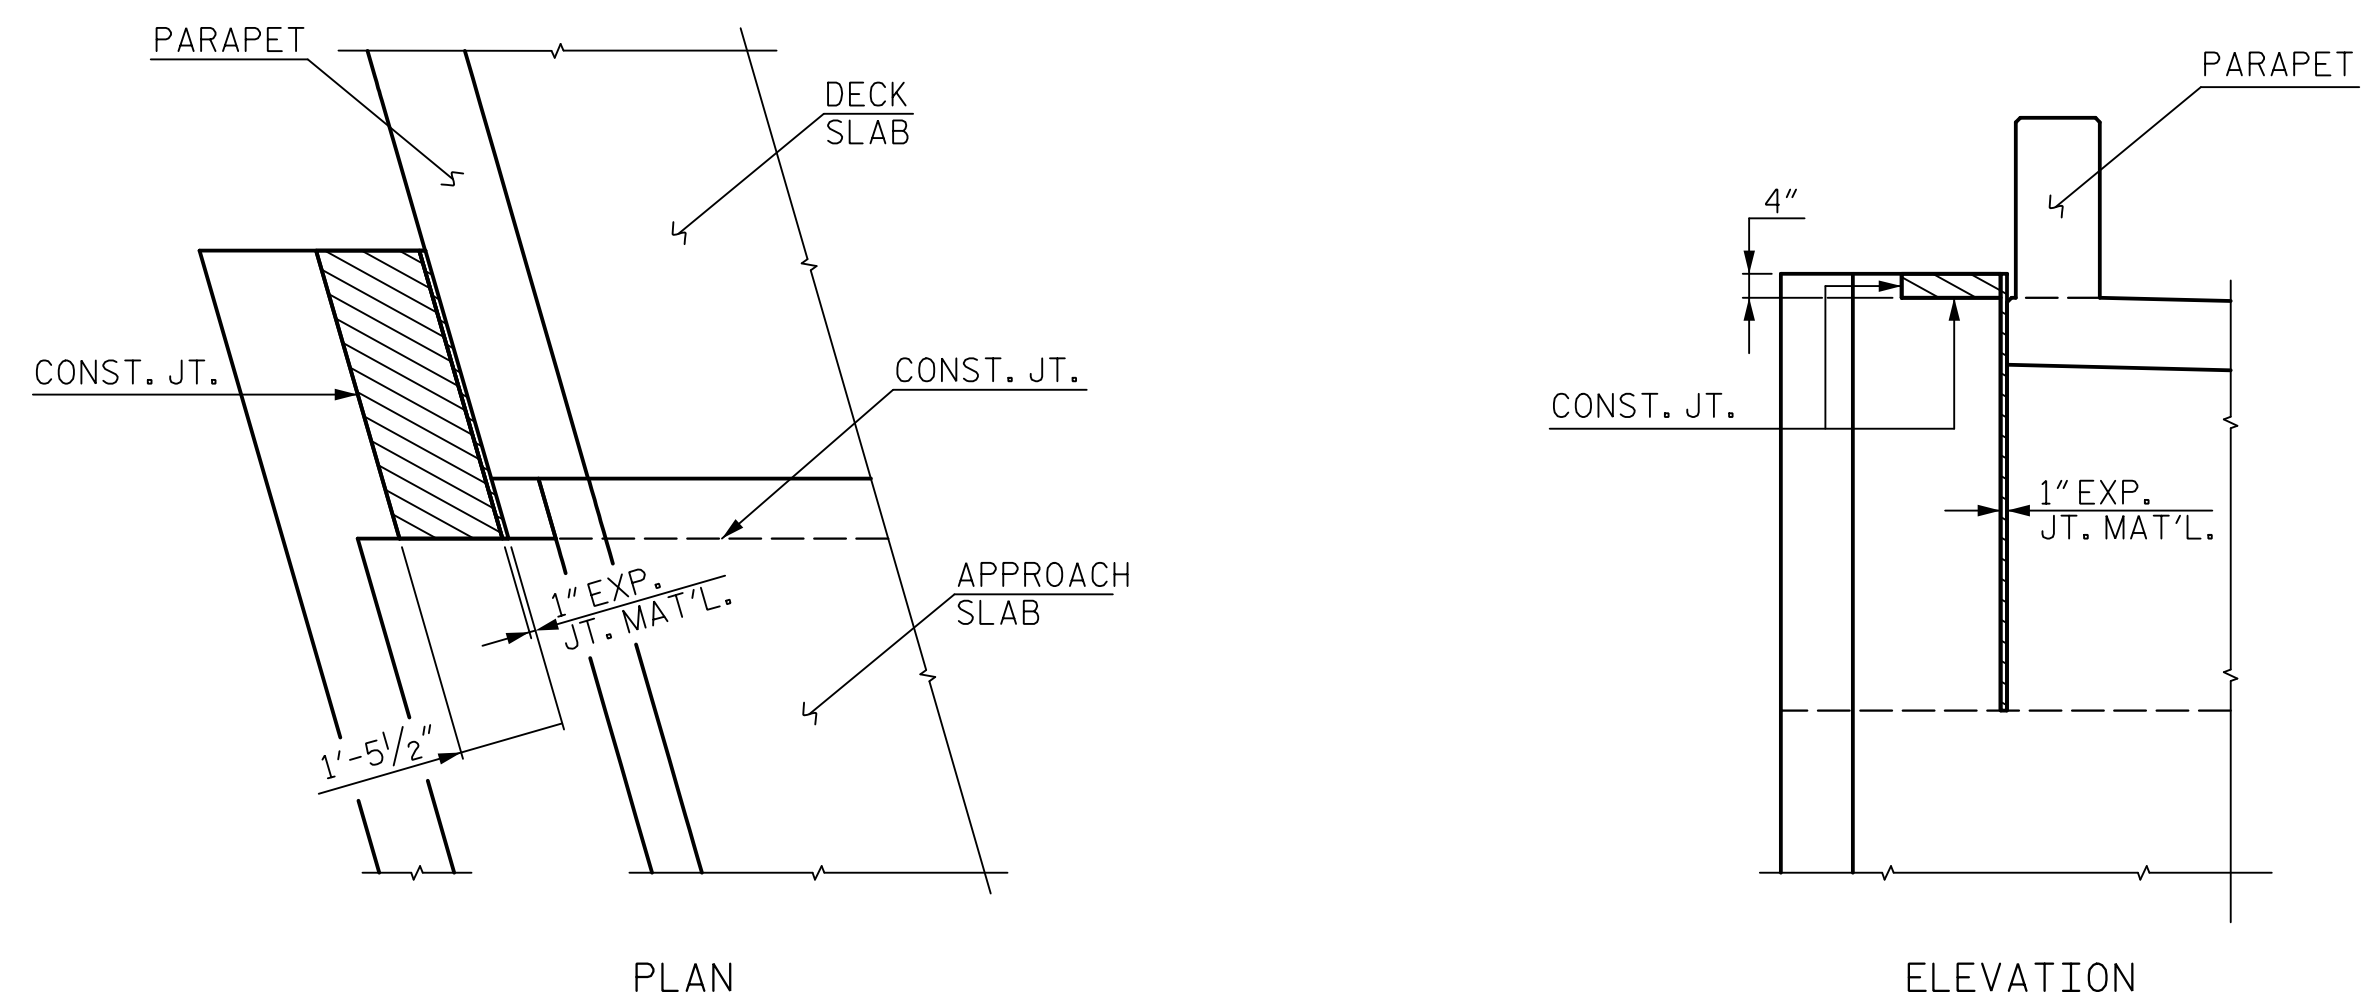 PARAPET
DECK
SLAB
CONST. JT.
CONST. JT.
1" EXP.
JT. MAT'L.
APPROACH
SLAB
1'-5 1/2"
PLAN
PARAPET
4"
CONST. JT.
1" EXP.
JT. MAT'L.
ELEVATION